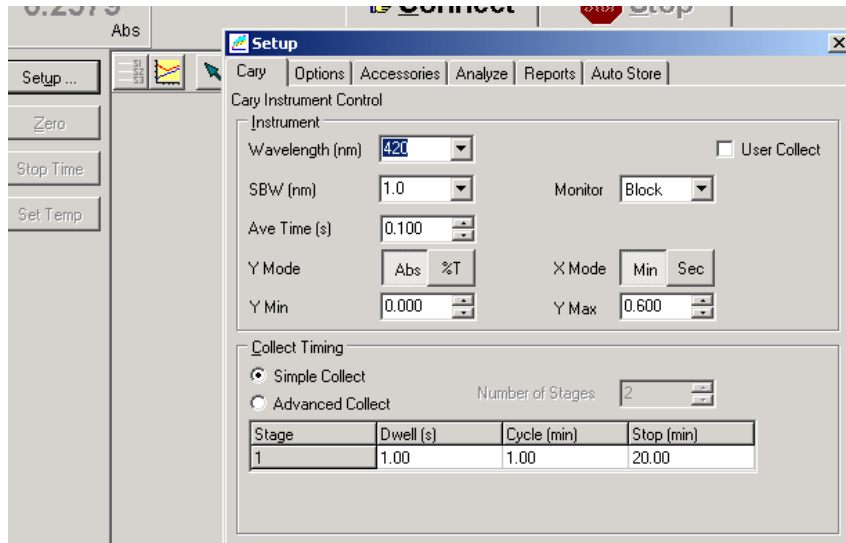 0.2579
Abs
Connect
Stop
Setup ...
Zero
Stop Time
Set Temp
Setup
Cary Options Accessories Analyze Reports Auto Store
Cary Instrument Control
Instrument
Wavelength (nm) 420 User Collect
SBW (nm) 1.0 Monitor Block
Ave Time (s) 0.100
Y Mode Abs %T X Mode Min Sec
Y Min 0.000 Y Max 0.600
Collect Timing
Simple Collect
Number of Stages 2
Advanced Collect
Stage Dwell (s) Cycle (min) Stop (min)
1 1.00 1.00 20.00